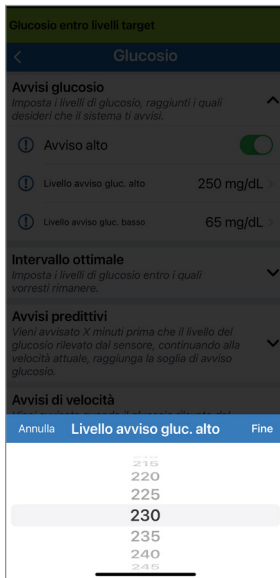 Glucosio entro livelli target
Glucosio
Avvisi glucosio
Imposta i livelli di glucosio, raggiunti i quali
desideri che il sistema ti avvisi.
Avviso alto
Livello avviso gluc. alto 250 mg/dL
Livello avviso gluc. basso 65 mg/dL
Intervallo ottimale
Imposta i livelli di glucosio entro i quali
vorresti rimanere.
Avvisi predittivi
Vieni avvisato X minuti prima che il livello del
glucosio rilevato dal sensore, continuando alla
velocità attuale, raggiunga la soglia di avviso
glucosio.
Avvisi di velocità
Annulla Livello avviso gluc. alto Fine
215
220
225
230
235
240
245